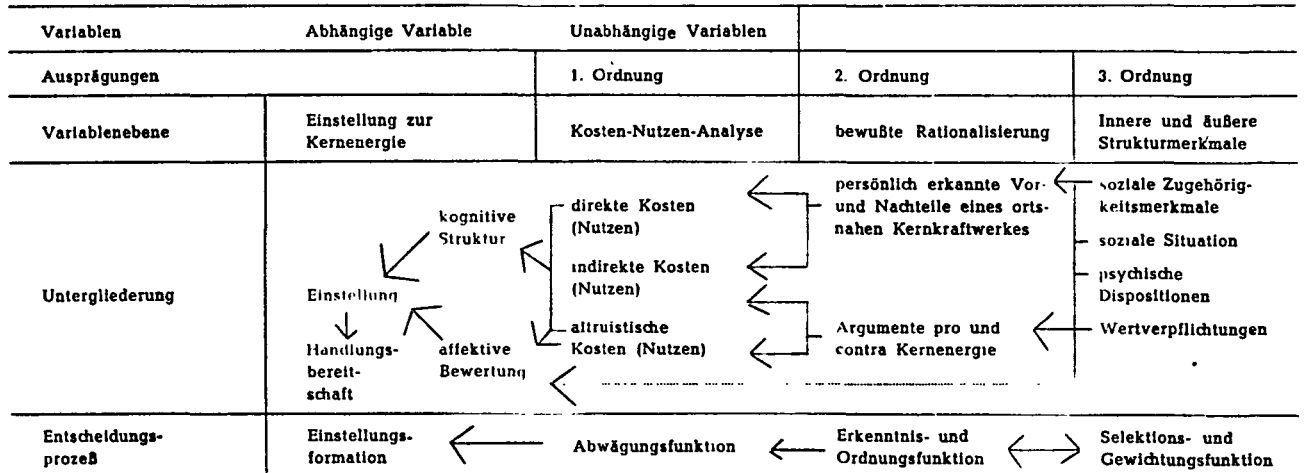 Variablen Abhängige Variable Unabhängige Variablen
Ausprägungen 1. Ordnung 2. Ordnung 3. Ordnung
Variablenebene
Einstellung zur
Kernenergie
Kosten-Nutzen-Analyse
bewußte Rationalisierung
Innere und äußere
Strukturmerkmale
Untergliederung
kognitive
Struktur
Einstellung
Handlungs-
bereit-
schaft
affektive
Bewertung
direkte Kosten
(Nutzen)
indirekte Kosten
(Nutzen)
altruistische
Kosten (Nutzen)
persönlich erkannte Vor-
und Nachteile eines orts-
nahen Kernkraftwerkes
Argumente pro und
contra Kernenergie
soziale Zugehörig-
keitsmerkmale
soziale Situation
psychische
Dispositionen
Wertverpflichtungen
Entscheidungs-
prozeß
Einstellungs-
formation
Abwägungsfunktion
Erkenntnis- und
Ordnungsfunktion
Selektions- und
Gewichtungsfunktion